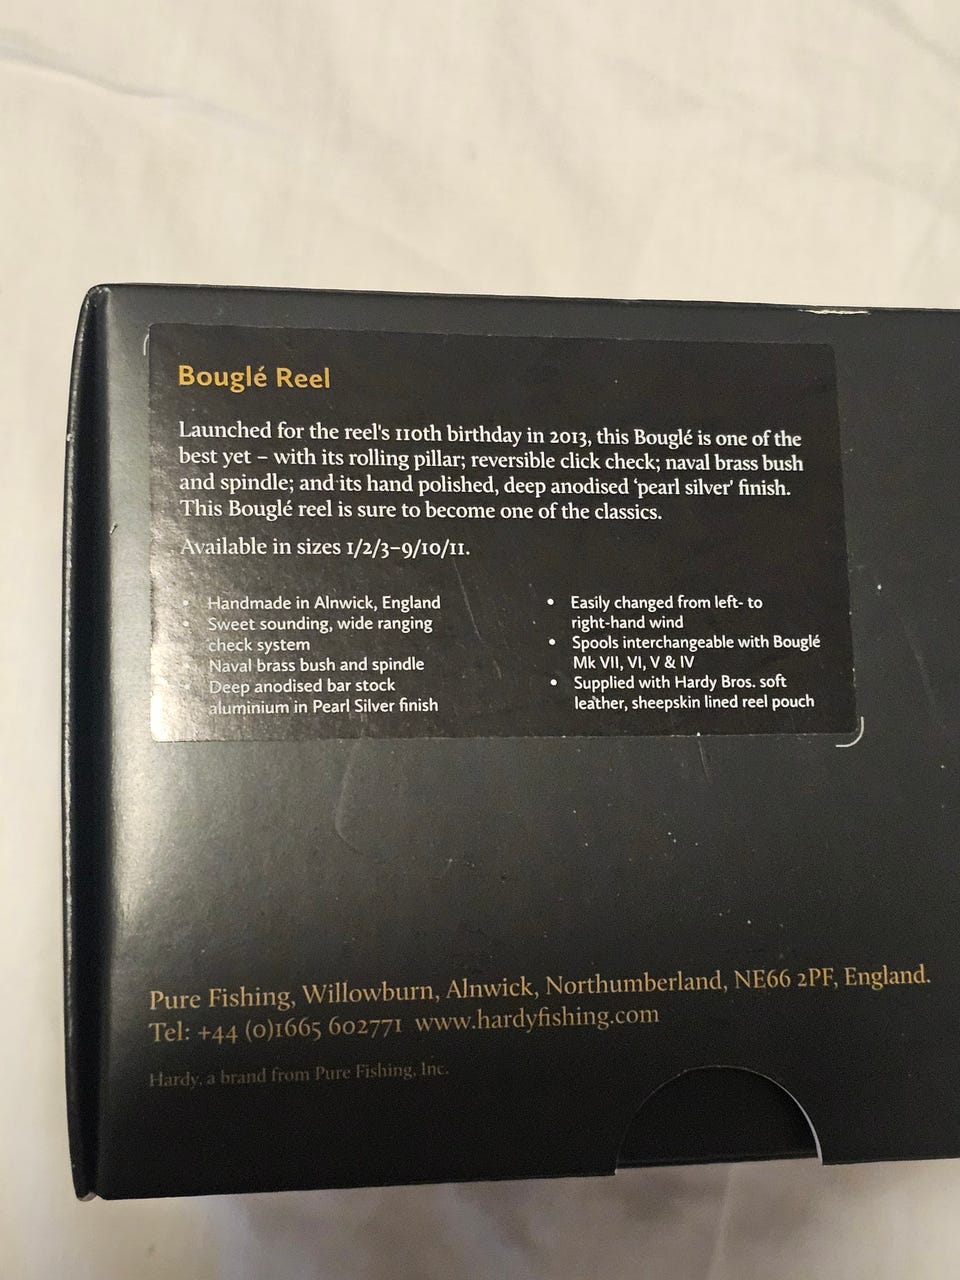 Bouglé Reel
Launched for the reel's 110th birthday in 2013, this Bouglé is one of the
best yet – with its rolling pillar; reversible click check; naval brass bush
and spindle; and its hand polished, deep anodised ‘pearl silver’ finish.
This Bouglé reel is sure to become one of the classics.
Available in sizes 1/2/3–9/10/11.
• Handmade in Alnwick, England
• Sweet sounding, wide ranging
check system
• Naval brass bush and spindle
• Deep anodised bar stock
aluminium in Pearl Silver finish
• Easily changed from left- to
right-hand wind
• Spools interchangeable with Bouglé
Mk VII, VI, V & IV
• Supplied with Hardy Bros. soft
leather, sheepskin lined reel pouch
Pure Fishing, Willowburn, Alnwick, Northumberland, NE66 2PF, England.
Tel: +44 (0)1665 602771 www.hardyfishing.com
Hardy, a brand from Pure Fishing, Inc.